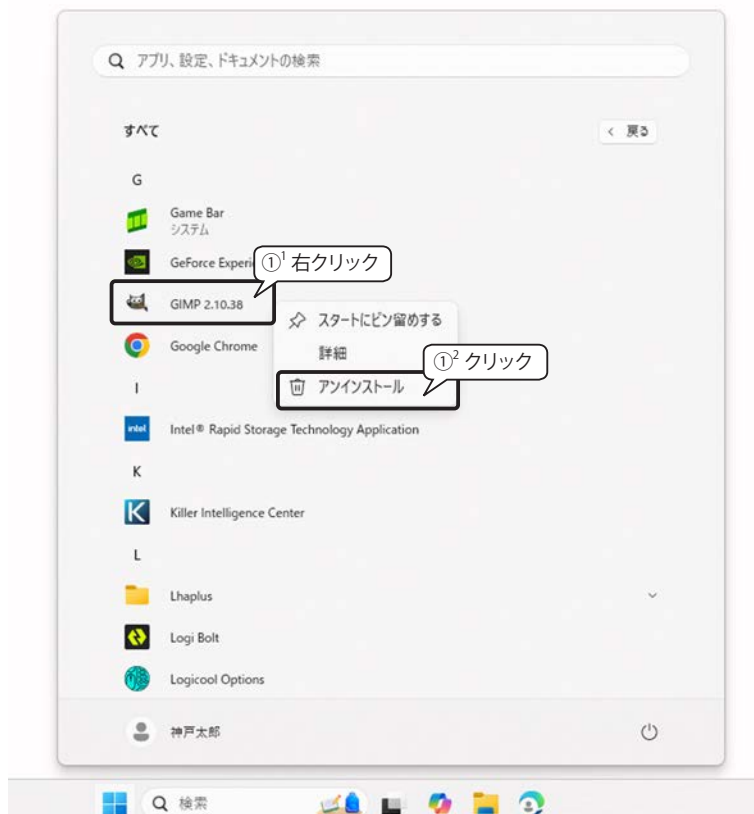 アプリ、設定、ドキュメントの検索
すべて
< 戻る
G
Game Bar
システム
GeForce Experi
①1 右クリック
GIMP 2.10.38
スタートにピン留めする
Google Chrome
詳細
①2 クリック
I
アンインストール
intel
Intel® Rapid Storage Technology Application
K
K
Killer Intelligence Center
L
Lhaplus
Logi Bolt
Logicool Options
神戸太郎
検索